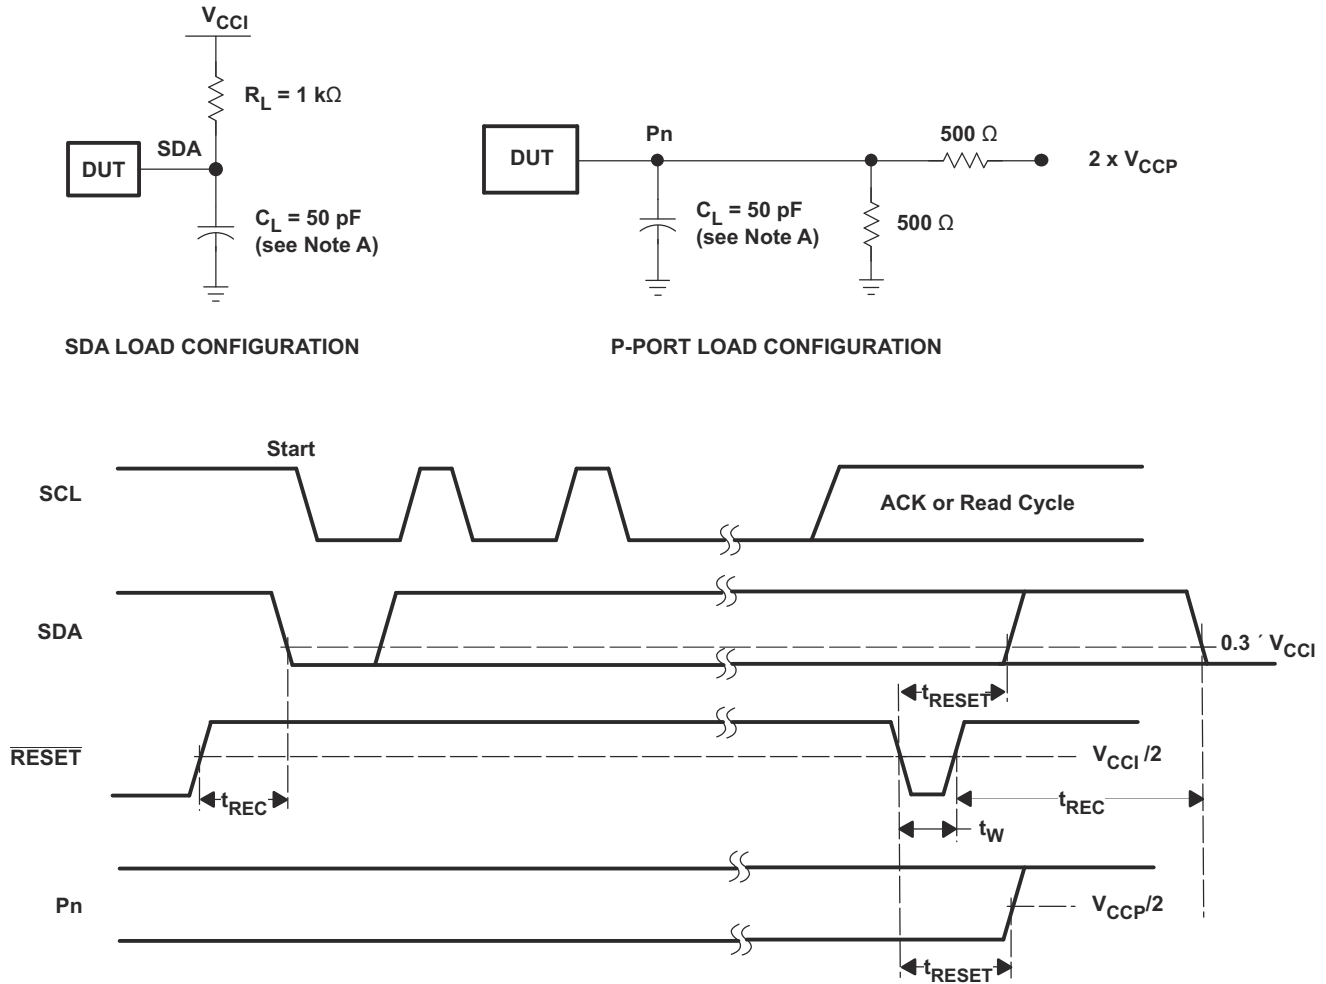 VCCI
RL = 1 kΩ
SDA
DUT
CL = 50 pF
(see Note A)
SDA LOAD CONFIGURATION
DUT
Pn
500 Ω
2 x VCCP
CL = 50 pF
(see Note A)
500 Ω
P-PORT LOAD CONFIGURATION
Start
SCL
ACK or Read Cycle
SDA
0.3 ′ VCCI
tRESET
RESET
VCCI /2
tREC
tREC
tW
Pn
VCCP/2
tRESET